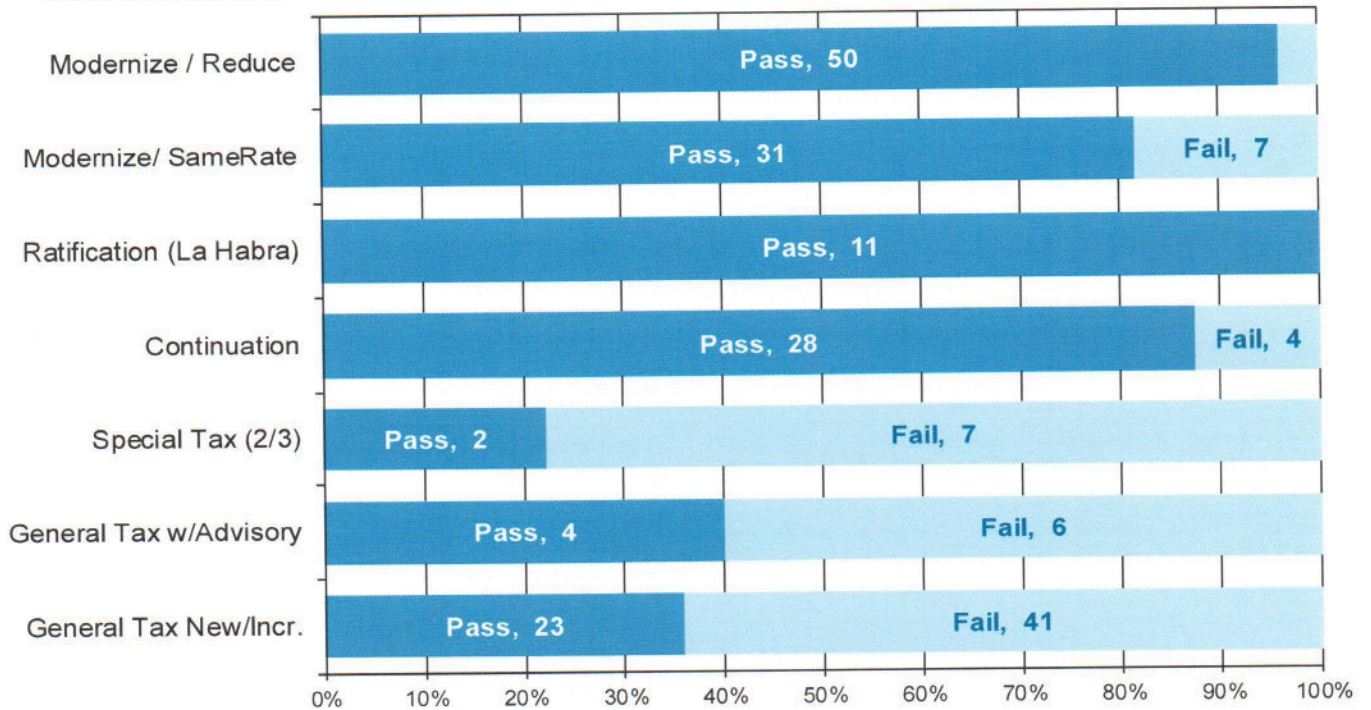 Modernize / Reduce
Pass, 50
Modernize/ SameRate
Pass, 31
Fail, 7
Ratification (La Habra)
Pass, 11
Continuation
Pass, 28
Fail, 4
Special Tax (2/3)
Pass, 2
Fail, 7
General Tax w/Advisory
Pass, 4
Fail, 6
General Tax New/Incr.
Pass, 23
Fail, 41
0% 10% 20% 30% 40% 50% 60% 70% 80% 90% 100%